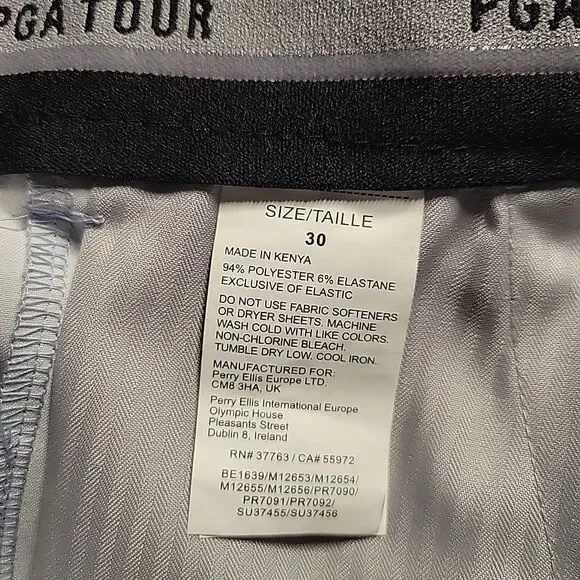 PGA TOUR PGA
SIZE/TAILLE
30
MADE IN KENYA
94% POLYESTER 6% ELASTANE
EXCLUSIVE OF ELASTIC
DO NOT USE FABRIC SOFTENERS
OR DRYER SHEETS. MACHINE
WASH COLD WITH LIKE COLORS.
NON-CHLORINE BLEACH.
TUMBLE DRY LOW. COOL IRON.
MANUFACTURED FOR:
Perry Ellis Europe LTD.
CM8 3HA, UK
Perry Ellis International Europe
Olympic House
Pleasants Street
Dublin 8, Ireland
RN# 37763 / CA# 55972
BE1639/M12653/M12654/
M12655/M12656/PR7090/
PR7091/PR7092/
SU37455/SU37456